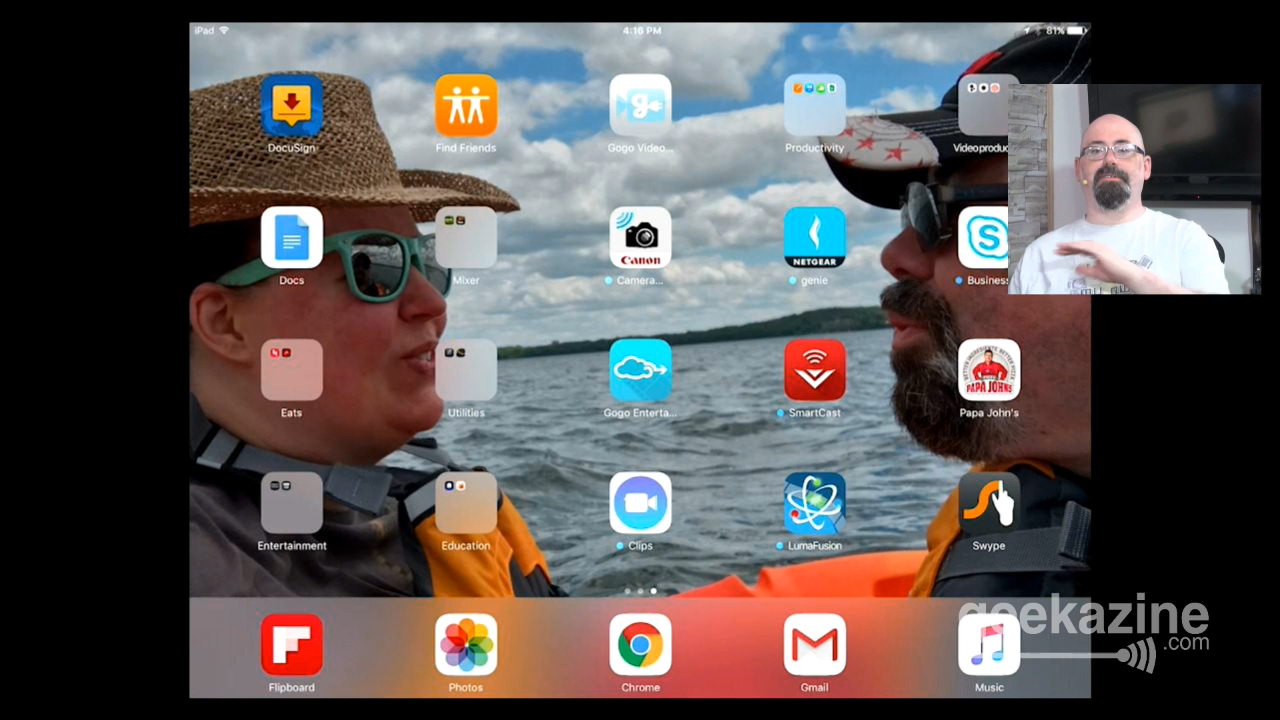 iPad 4:16 PM 81%
DocuSign Find Friends Gogo Video... Productivity Videoproduc
Canon
NETGEAR
Docs Mixer Camera... genie Business
PAPA JOHNS
Eats Utilities Gogo Enterta... SmartCast Papa John's
Entertainment Education Clips LumaFusion Swype
geekazine
.com
Flipboard Photos Chrome Gmail Music